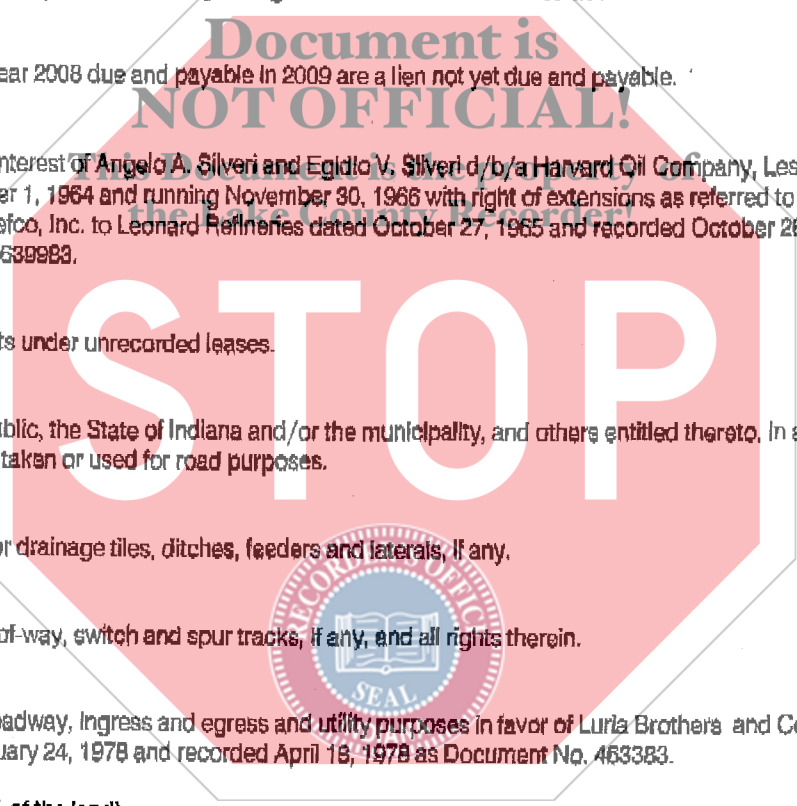 Document is
ear 2008 due and payable in 2009 are a lien not yet due and payable.
NOT OFFICIAL!
nterest of Angelo A. Silveri and Egidio V. Silveri d/b/a Harvard Oil Company, Les
This Document is the property of
er 1, 1964 and running November 30, 1966 with right of extensions as referred to
the Lake County Recorder!
efco, Inc. to Leonard Refineries dated October 27, 1965 and recorded October 28
639983.
STOP
ts under unrecorded leases.
ublic, the State of Indiana and/or the municipality, and others entitled thereto, in a
taken or used for road purposes.
or drainage tiles, ditches, feeders and laterals, if any.
RECORDER'S OFFICE
of-way, switch and spur tracks, if any, and all rights therein.
SEAL
INDIANA
oadway, ingress and egress and utility purposes in favor of Luria Brothers and Co
uary 24, 1978 and recorded April 18, 1978 as Document No. 463383.